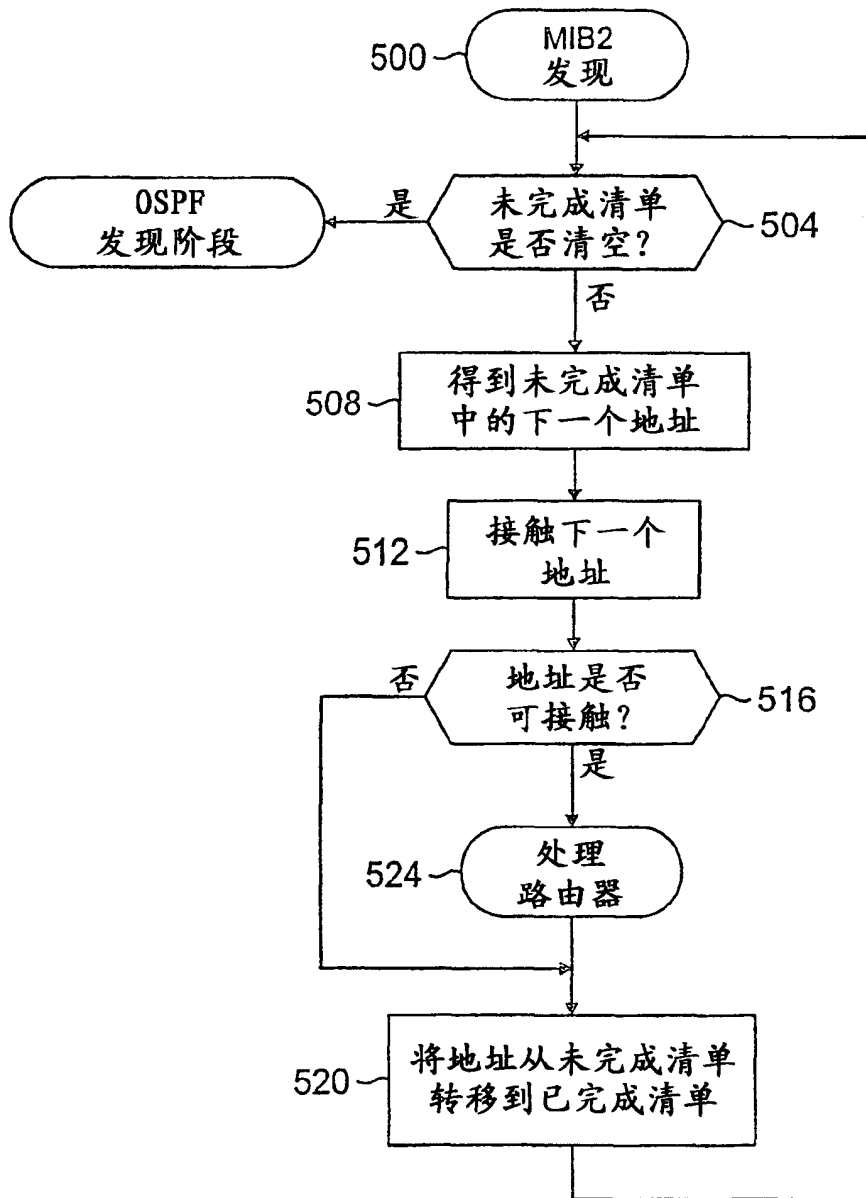 500
MIB2
发现
OSPF
发现阶段
是
未完成清单
是否清空？
504
否
得到未完成清单
中的下一个地址
508
接触下一个
地址
512
否
地址是否
可接触？
516
是
处理
路由器
524
将地址从未完成清单
转移到已完成清单
520